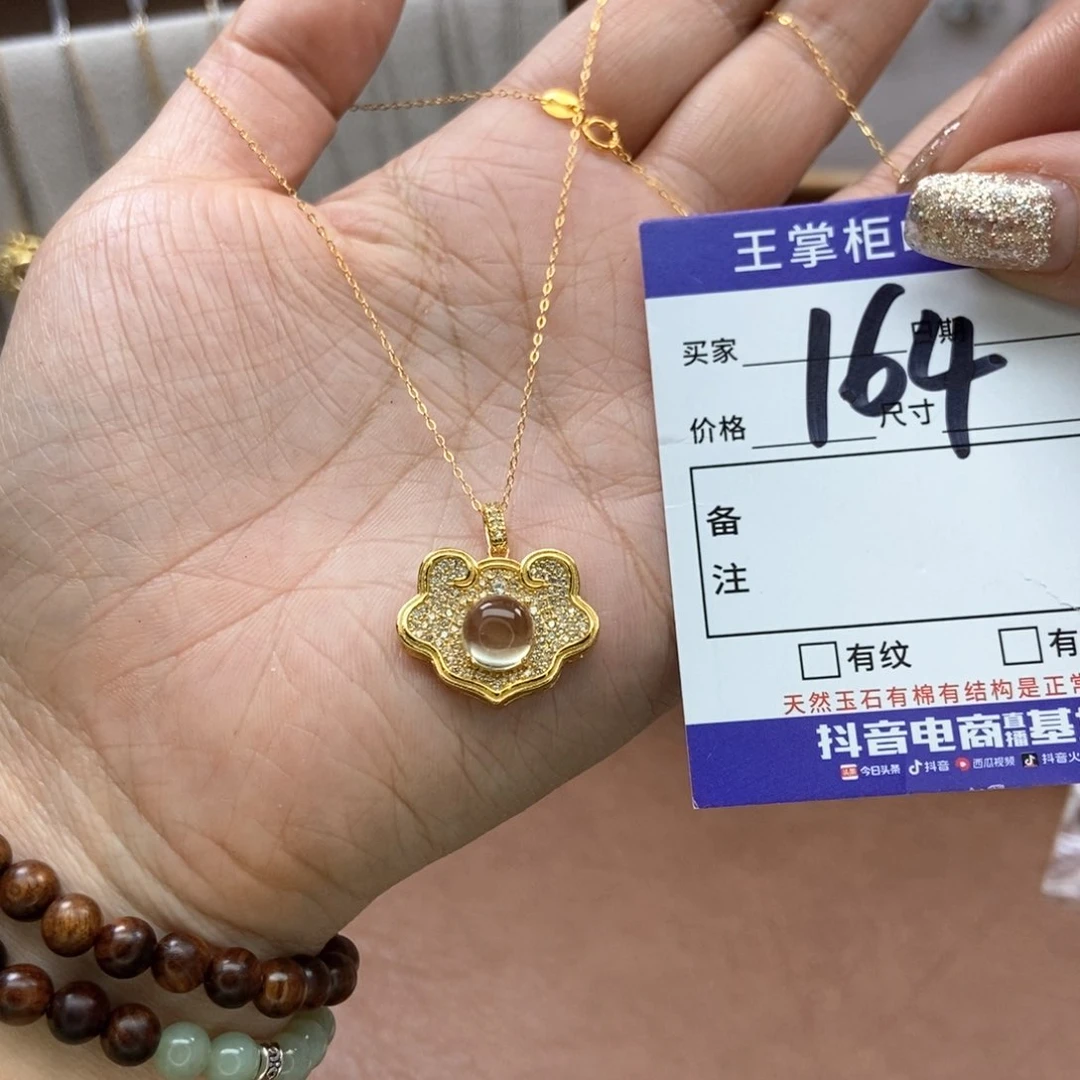 王掌柜
买家 日期
164
价格 尺寸
备
注
有纹 有
天然玉石有棉有结构是正常
抖音电商直播基
头条 今日头条 抖音 西瓜视频 抖音火